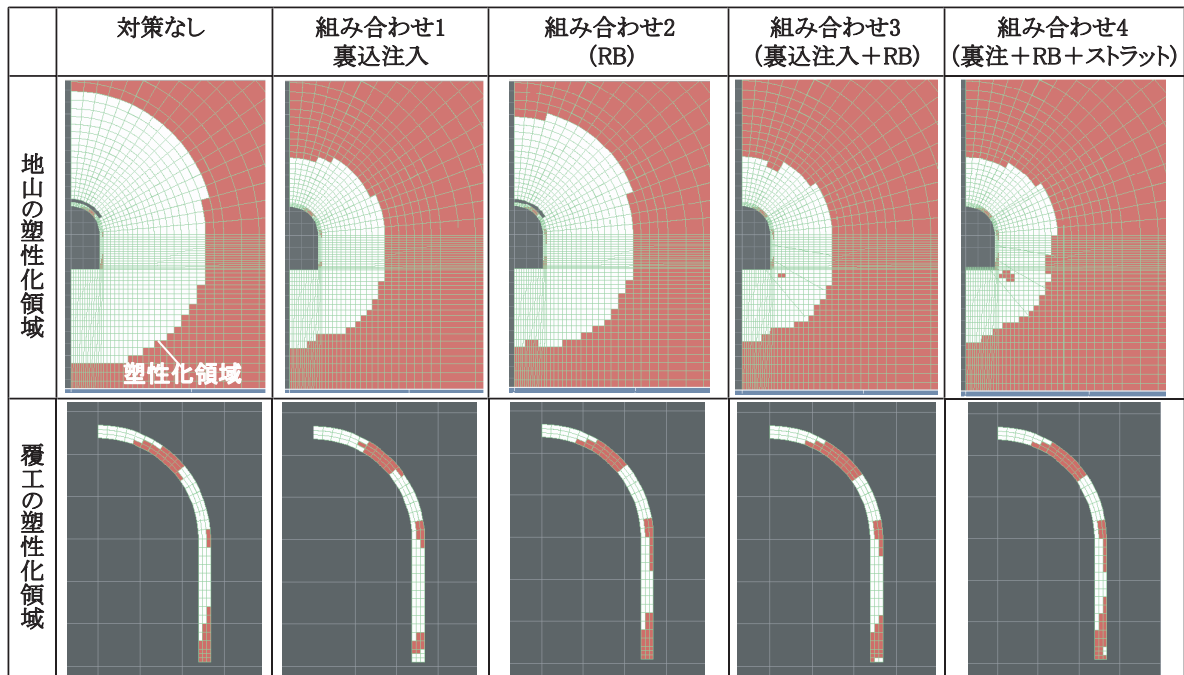 対策なし
組み合わせ1
裏込注入
組み合わせ2
(RB)
組み合わせ3
(裏込注入+RB)
組み合わせ4
(裏注+RB+ストラット)
地山の塑性化領域
塑性化領域
覆工の塑性化領域